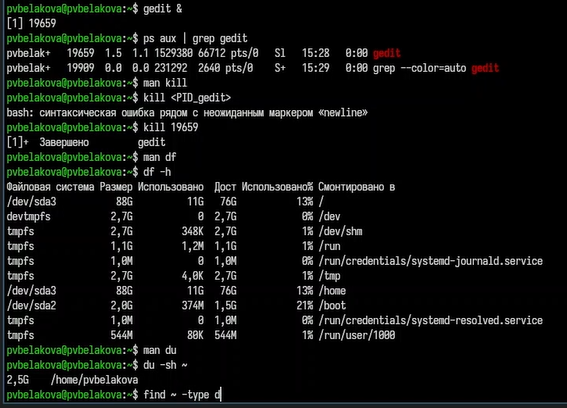 pvbelakova@pvbelakova:~$ gedit &
[1] 19659
pvbelakova@pvbelakova:~$ ps aux | grep gedit
pvbelak+   19659  1.5  1.1 1529380 66712 pts/0   Sl   15:28   0:00 gedit
pvbelak+   19909  0.0  0.0 231292  2640 pts/0    S+   15:29   0:00 grep --color=auto gedit
pvbelakova@pvbelakova:~$ man kill
pvbelakova@pvbelakova:~$ kill <PID_gedit>
bash: синтаксическая ошибка рядом с неожиданным маркером «newline»
pvbelakova@pvbelakova:~$ kill 19659
[1]+  Завершено        gedit
pvbelakova@pvbelakova:~$ man df
pvbelakova@pvbelakova:~$ df -h
Файловая система Размер Использовано  Дост Использовано% Смонтировано в
/dev/sda3           88G          11G   76G           13% /
devtmpfs           2,7G            0  2,7G            0% /dev
tmpfs              2,7G         348K  2,7G            1% /dev/shm
tmpfs              1,1G         1,2M  1,1G            1% /run
tmpfs              1,0M            0  1,0M            0% /run/credentials/systemd-journald.service
tmpfs              2,7G         4,0K  2,7G            1% /tmp
/dev/sda3           88G          11G   76G           13% /home
/dev/sda2          2,0G         374M  1,5G           21% /boot
tmpfs              1,0M            0  1,0M            0% /run/credentials/systemd-resolved.service
tmpfs              544M          80K  544M            1% /run/user/1000
pvbelakova@pvbelakova:~$ man du
pvbelakova@pvbelakova:~$ du -sh ~
2,5G    /home/pvbelakova
pvbelakova@pvbelakova:~$ find ~ -type d